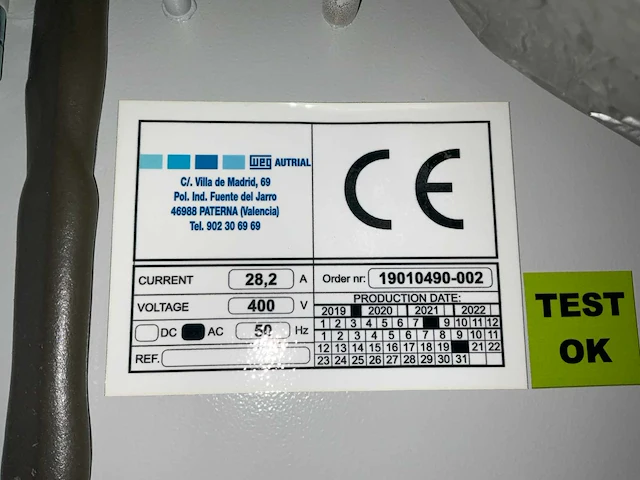 weg AUTRIAL
C/. Villa de Madrid, 69
Pol. Ind. Fuente del Jarro
46988 PATERNA (Valencia)
Tel. 902 30 69 69
CE
CURRENT 28,2 A
Order nr: 19010490-002
VOLTAGE 400 V
DC AC 50 Hz
REF.
PRODUCTION DATE:
2019 2020 2021 2022
1 2 3 4 5 6 7 9 10 11 12
1 2 3 4 5 6 7 8 9 10 11
12 13 14 15 16 17 18 19 21 22
23 24 25 26 27 28 29 30 31
TEST
OK